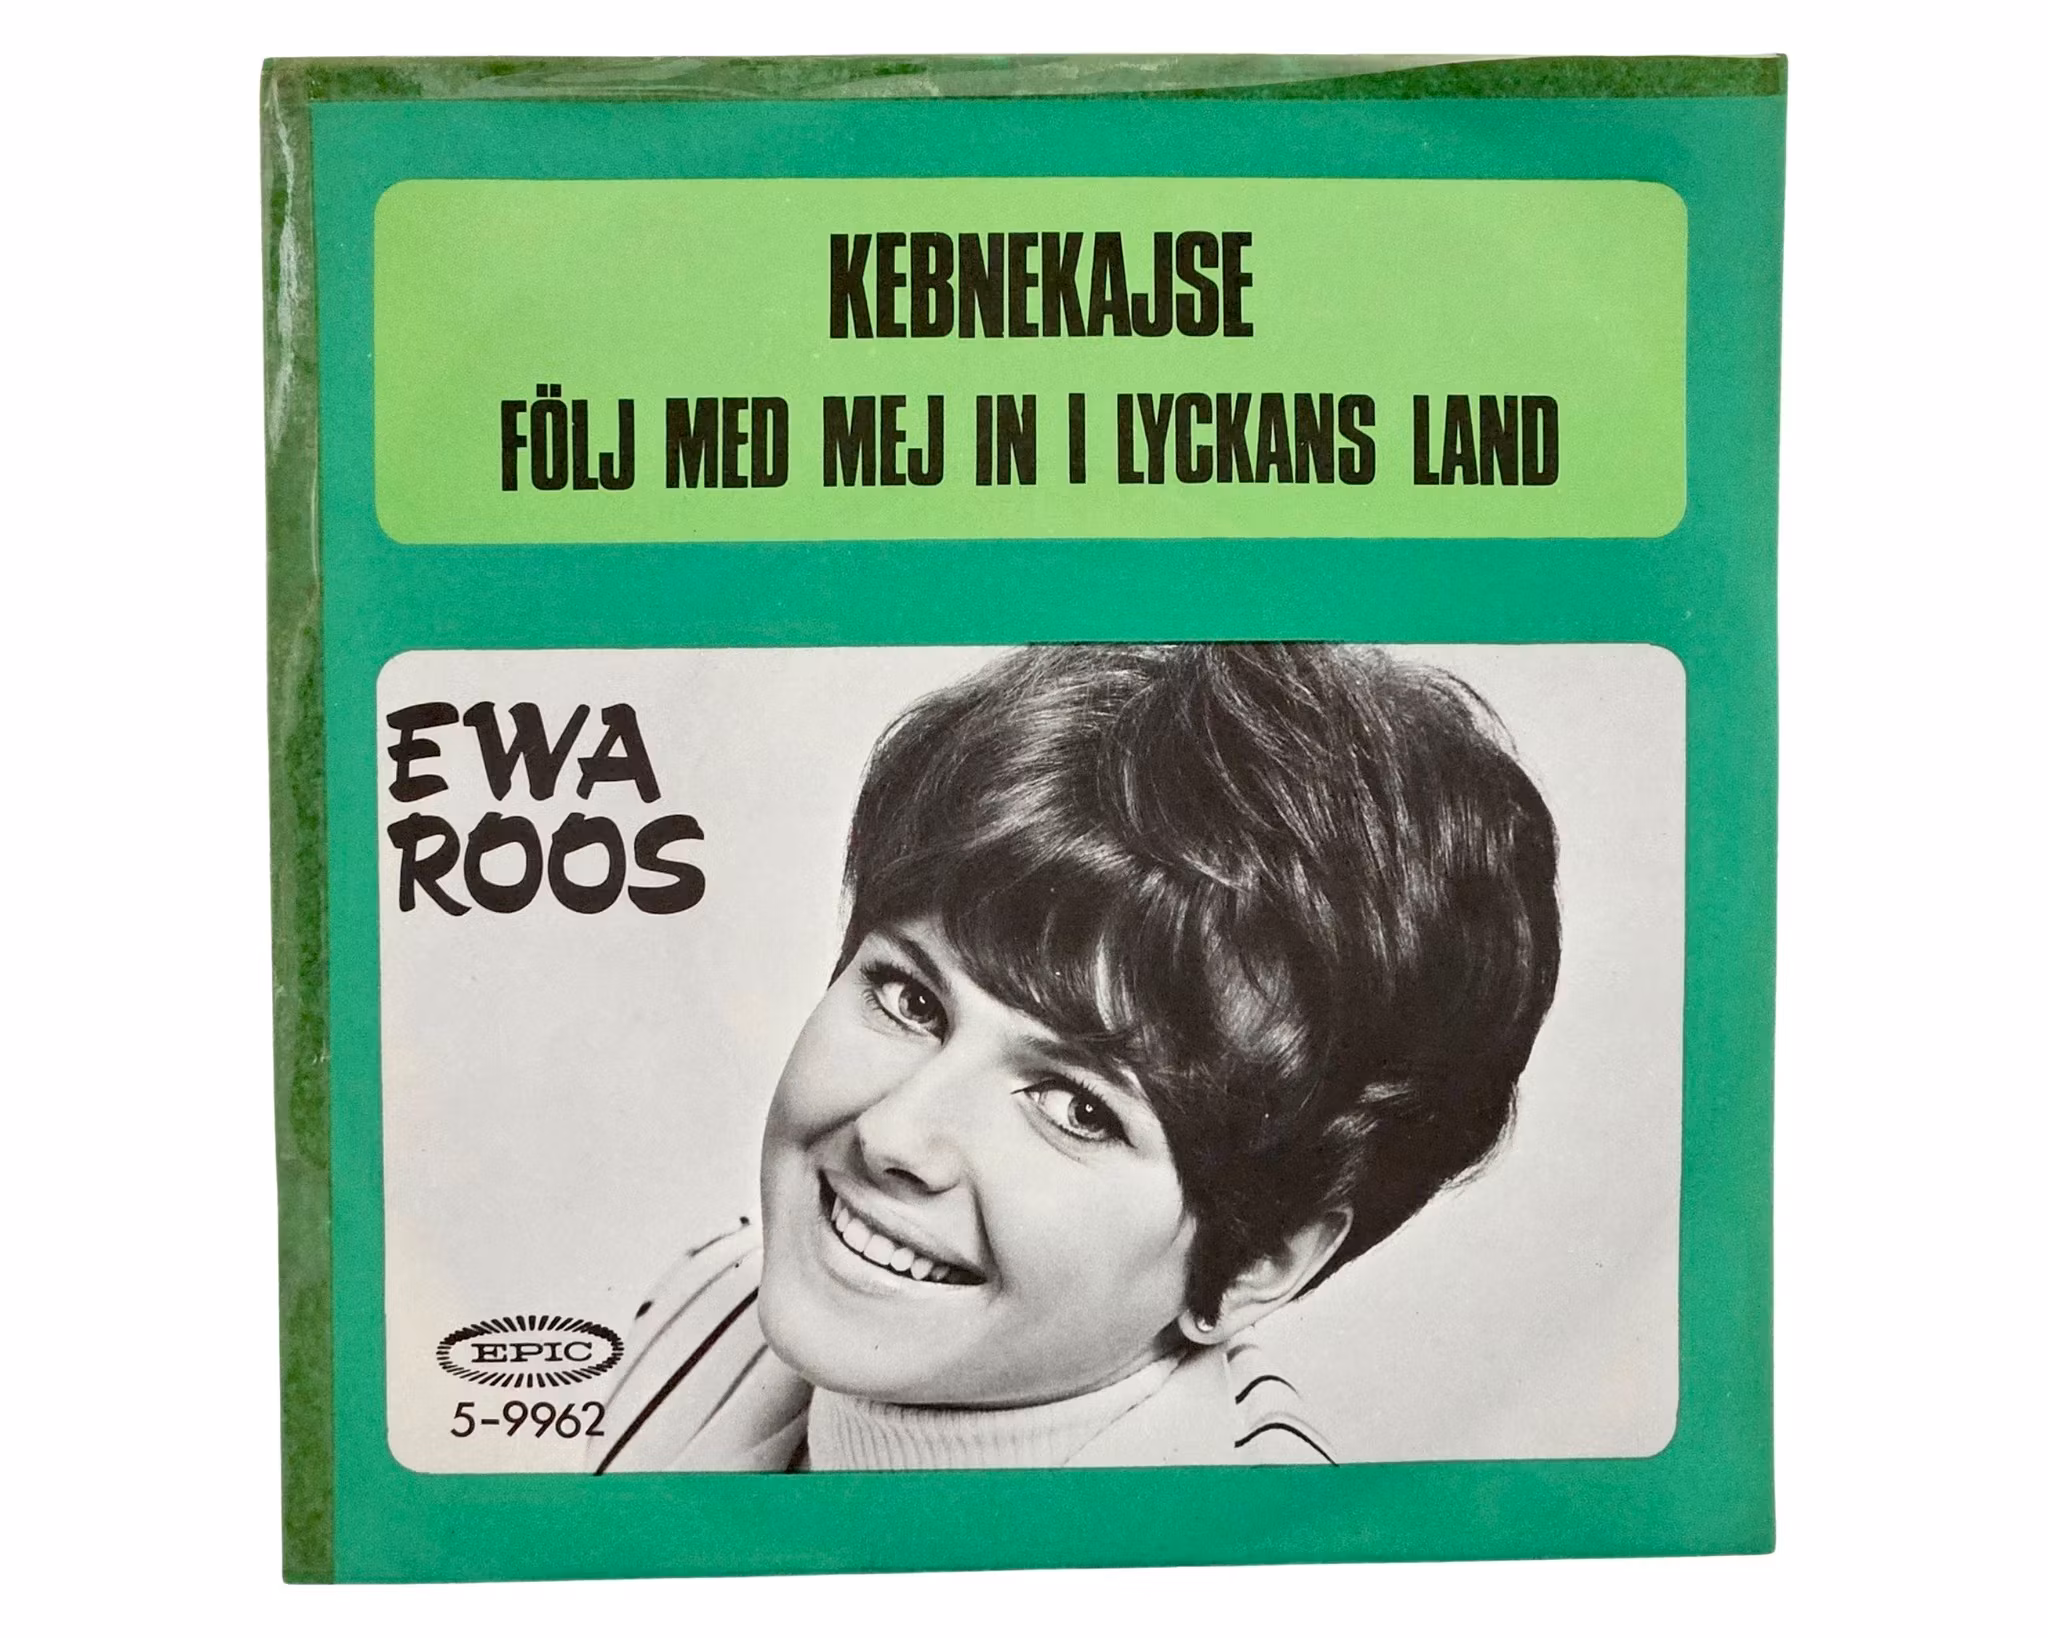 KEBNEKAJSE
FÖLJ MED MEJ IN I LYCKANS LAND
EWA
ROOS
EPIC
5-9962